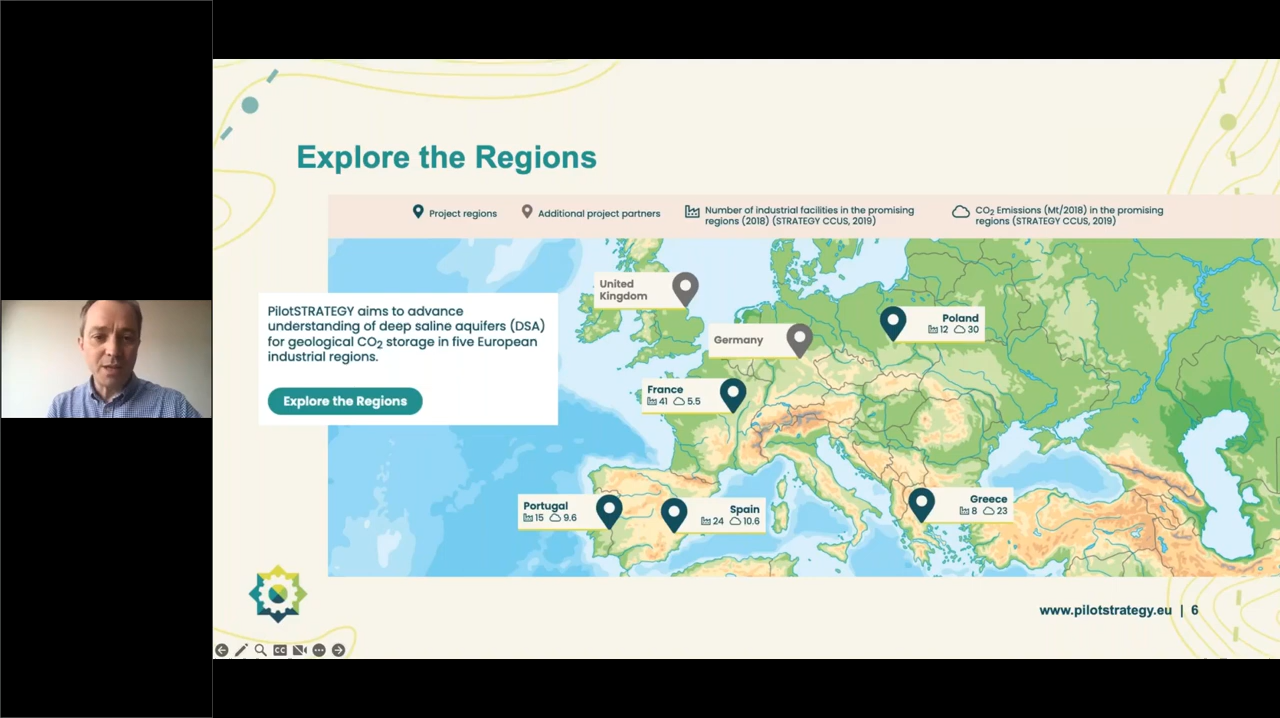 Explore the Regions
Project regions
Additional project partners
Number of industrial facilities in the promising
regions (2018) (STRATEGY CCUS, 2019)
CO₂ Emissions (Mt/2018) in the promising
regions (STRATEGY CCUS, 2019)
PilotSTRATEGY aims to advance
understanding of deep saline aquifers (DSA)
for geological CO₂ storage in five European
industrial regions.
Explore the Regions
United
Kingdom
Germany
Poland
12 30
France
41 5.5
Portugal
15 9.6
Spain
24 10.6
Greece
8 23
www.pilotstrategy.eu | 6
CC